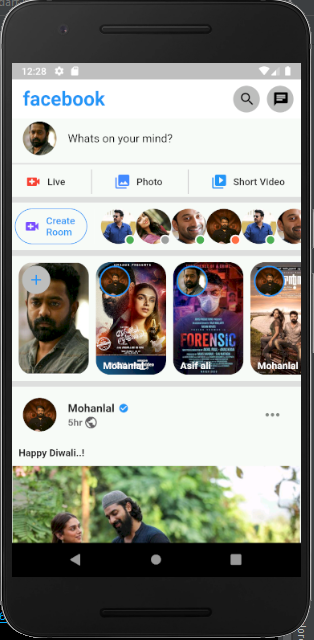 12:28
facebook
Whats on your mind?
Live
Photo
Short Video
Create
Room
FORENSIC
Mohanlal
Asif ali
Mohanlal
Mohanlal
5hr
Happy Diwali..!